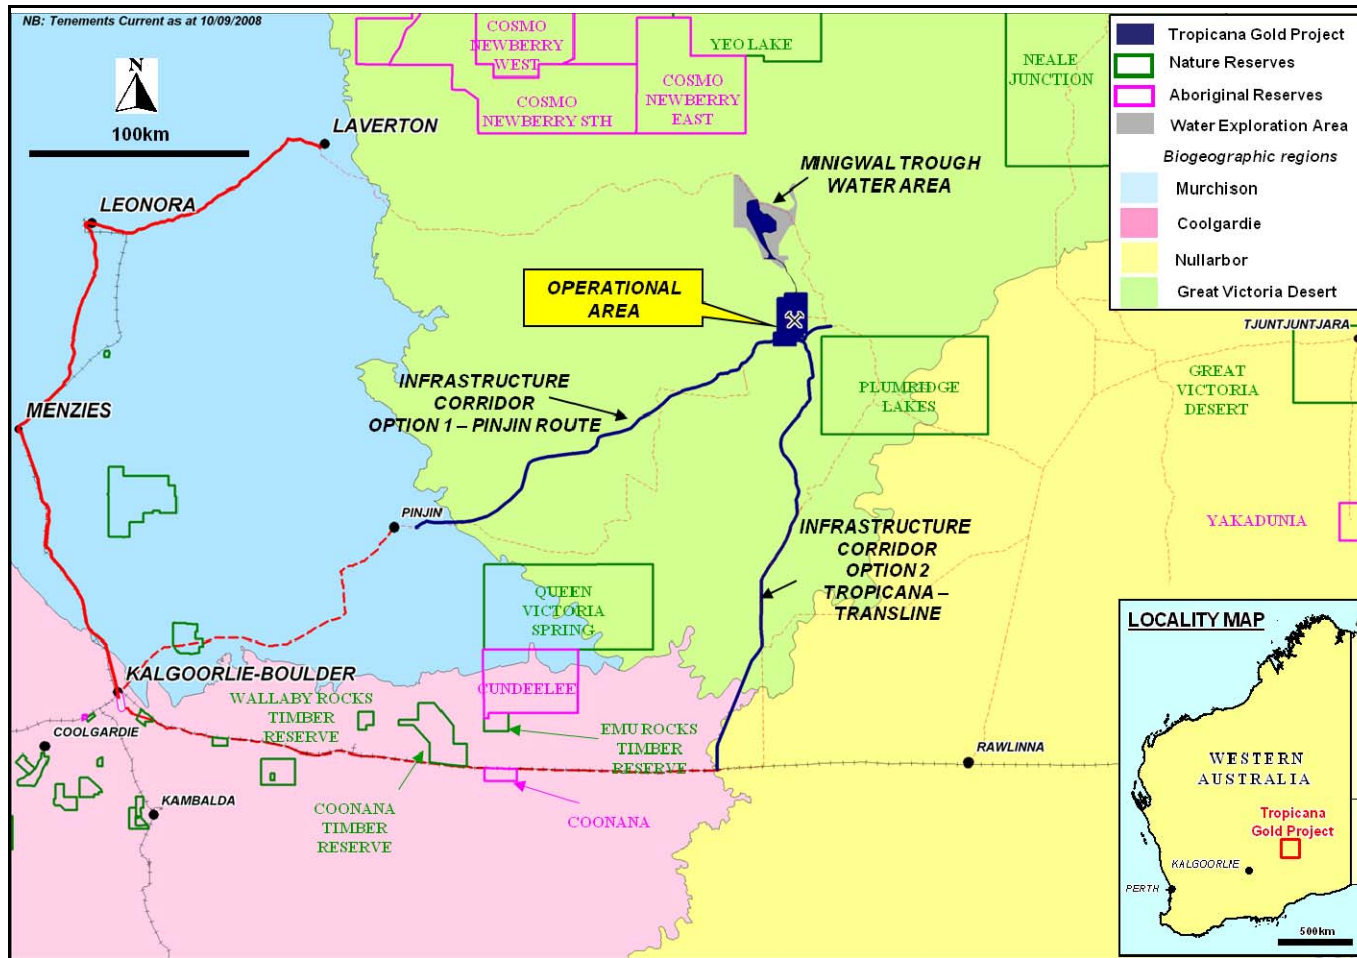 NB: Tenements Current as at 10/09/2008
N
100km
LAVERTON
LEONORA
MENZIES
COSMO
NEWBERRY
WEST
COSMO
NEWBERRY STH
COSMO
NEWBERRY
EAST
YEO LAKE
NEALE
JUNCTION
MINIGWAL TROUGH
WATER AREA
OPERATIONAL
AREA
INFRASTRUCTURE
CORRIDOR
OPTION 1 – PINJIN ROUTE
PLUMRIDGE
LAKES
TJUNTJUNTJARA
GREAT
VICTORIA
DESERT
PINJIN
INFRASTRUCTURE
CORRIDOR
OPTION 2
TROPICANA –
TRANSLINE
YAKADUNIA
QUEEN
VICTORIA
SPRING
KALGOORLIE-BOULDER
CUNDEELEE
WALLABY ROCKS
TIMBER
RESERVE
EMU ROCKS
TIMBER
RESERVE
COOLGARDIE
RAWLINNA
KAMBALDA
COONANA
TIMBER
RESERVE
COONANA
Tropicana Gold Project
Nature Reserves
Aboriginal Reserves
Water Exploration Area
Biogeographic regions
Murchison
Coolgardie
Nullarbor
Great Victoria Desert
LOCALITY MAP
WESTERN
AUSTRALIA
Tropicana
Gold Project
KALGOORLIE
PERTH
500km